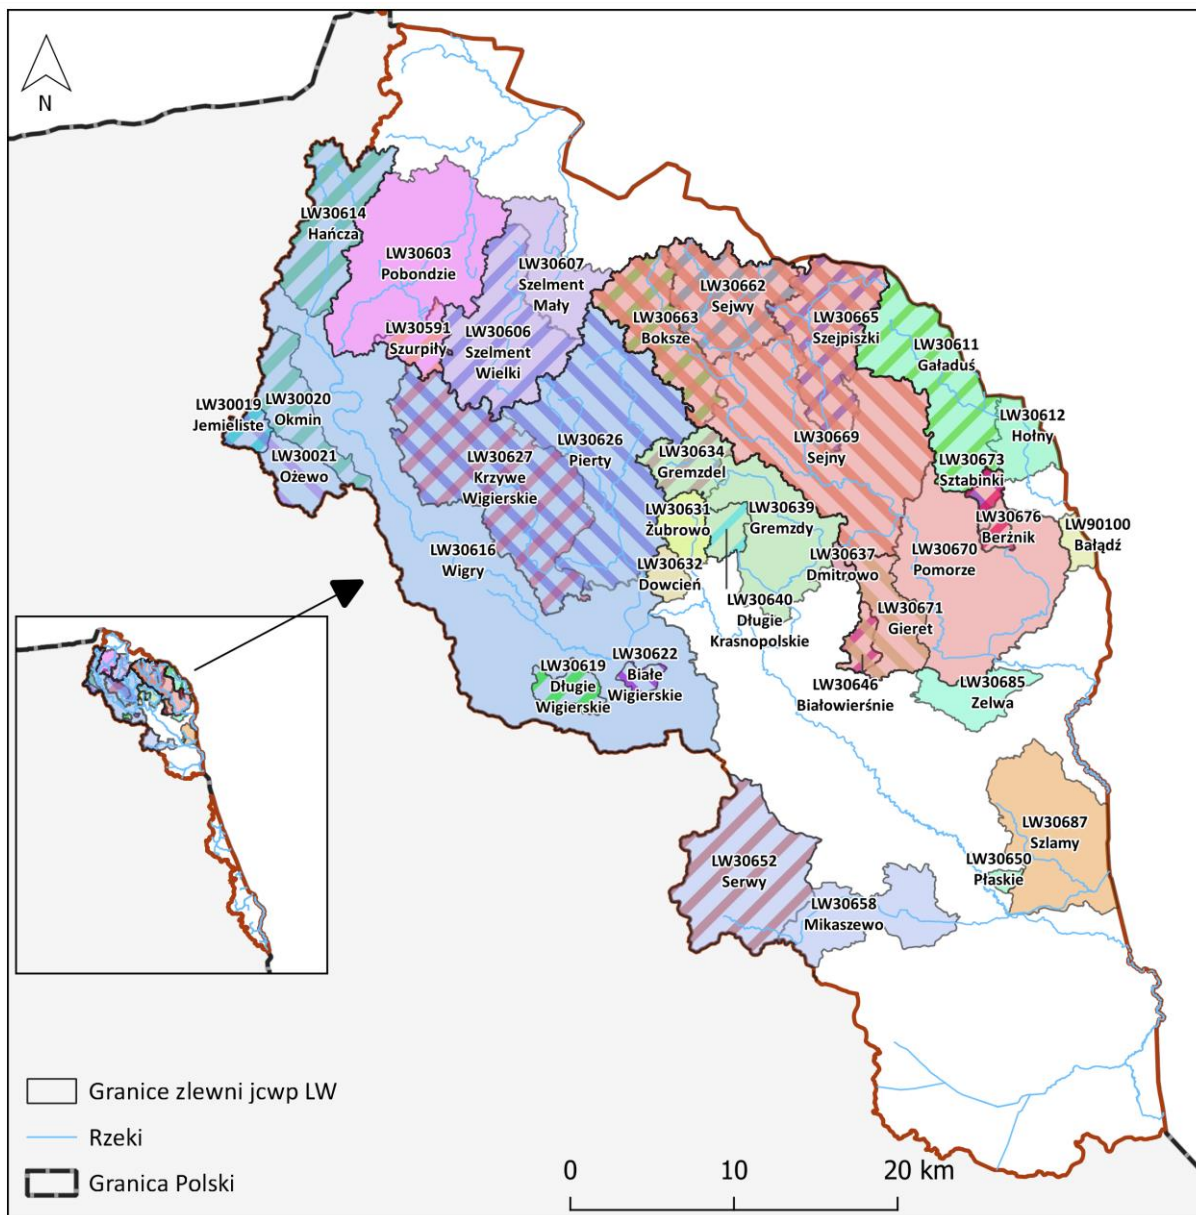 N
LW30614
Hańcza
LW30603
Pobondzie
LW30607
Szelment
Mały
LW30591
Szurpiły
LW30606
Szelment
Wielki
LW30663
Boksze
LW30662
Sejwy
LW30665
Szejpiszki
LW30611
Gaładuś
LW30612
Hołny
LW30019
Jemieliste
LW30020
Okmin
LW30021
Ożewo
LW30627
Krzywe
Wigierskie
LW30626
Pierty
LW30634
Gremzdel
LW30669
Sejny
LW30673
Sztabinki
LW30676
Berżnik
LW90100
Bałądź
LW30631
Żubrowo
LW30639
Gremzdy
LW30616
Wigry
LW30632
Dowcień
LW30637
Dmitrowo
LW30670
Pomorze
LW30640
Długie
Krasnopolskie
LW30671
Gieret
LW30619
Długie
Wigierskie
LW30622
Białe
Wigierskie
LW30646
Białowierśnie
LW30685
Zelwa
LW30687
Szlamy
LW30650
Płaskie
LW30652
Serwy
LW30658
Mikaszewo
Granice zlewni jcwp LW
Rzeki
Granica Polski
0 10 20 km